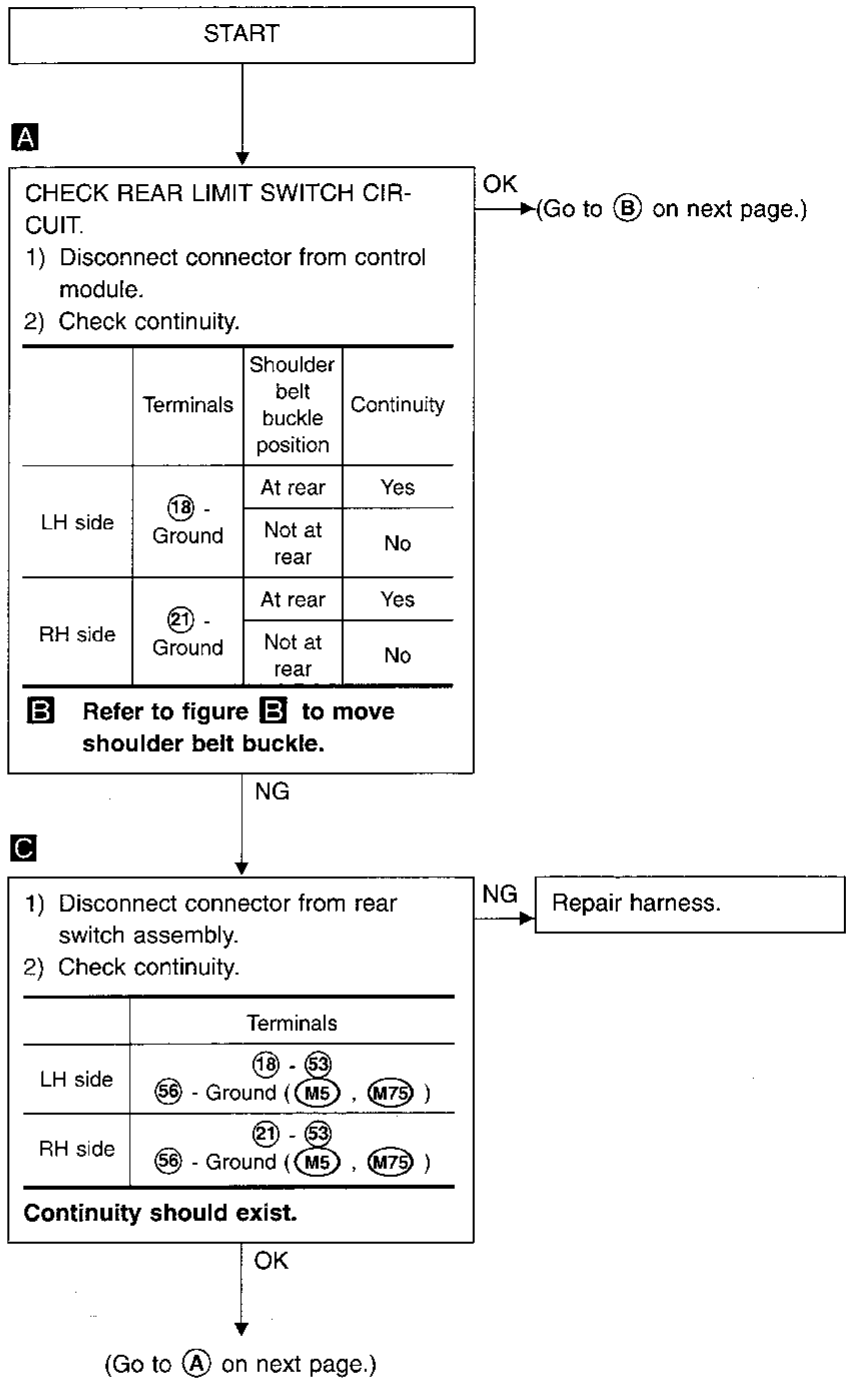 START
A
CHECK REAR LIMIT SWITCH CIR-
CUIT.
1) Disconnect connector from control
module.
2) Check continuity.
Terminals
Shoulder
belt
buckle
position
Continuity
LH side
18 -
Ground
At rear
Yes
Not at
rear
No
RH side
21 -
Ground
At rear
Yes
Not at
rear
No
B Refer to figure B to move
shoulder belt buckle.
OK
(Go to B on next page.)
NG
C
1) Disconnect connector from rear
switch assembly.
2) Check continuity.
Terminals
LH side
18 - 53
56 - Ground ( M5 , M75 )
RH side
21 - 53
56 - Ground ( M5 , M75 )
Continuity should exist.
NG
Repair harness.
OK
(Go to A on next page.)